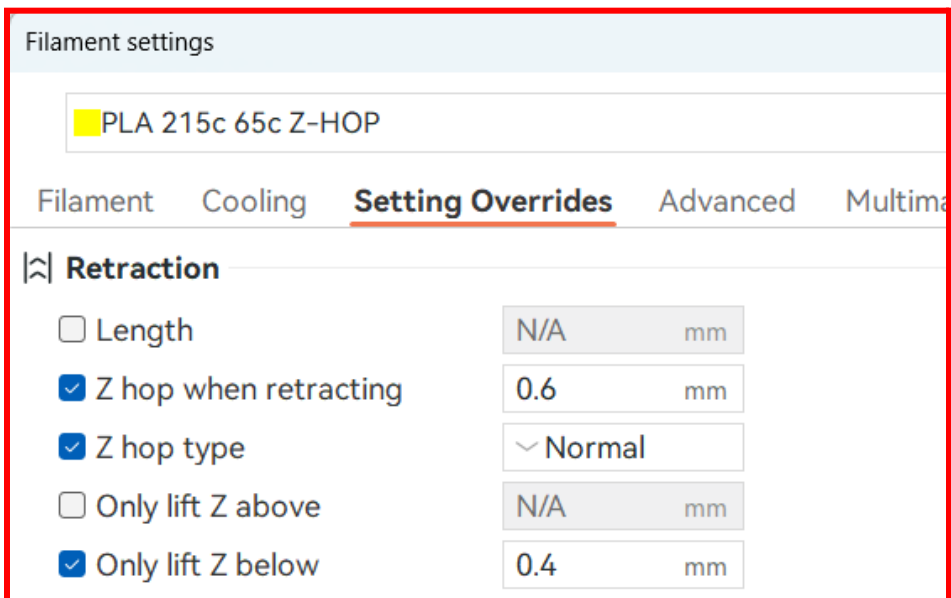 Filament settings
PLA 215c 65c Z-HOP
Filament Cooling Setting Overrides Advanced Multima
Retraction
Length N/A mm
Z hop when retracting 0.6 mm
Z hop type Normal
Only lift Z above N/A mm
Only lift Z below 0.4 mm